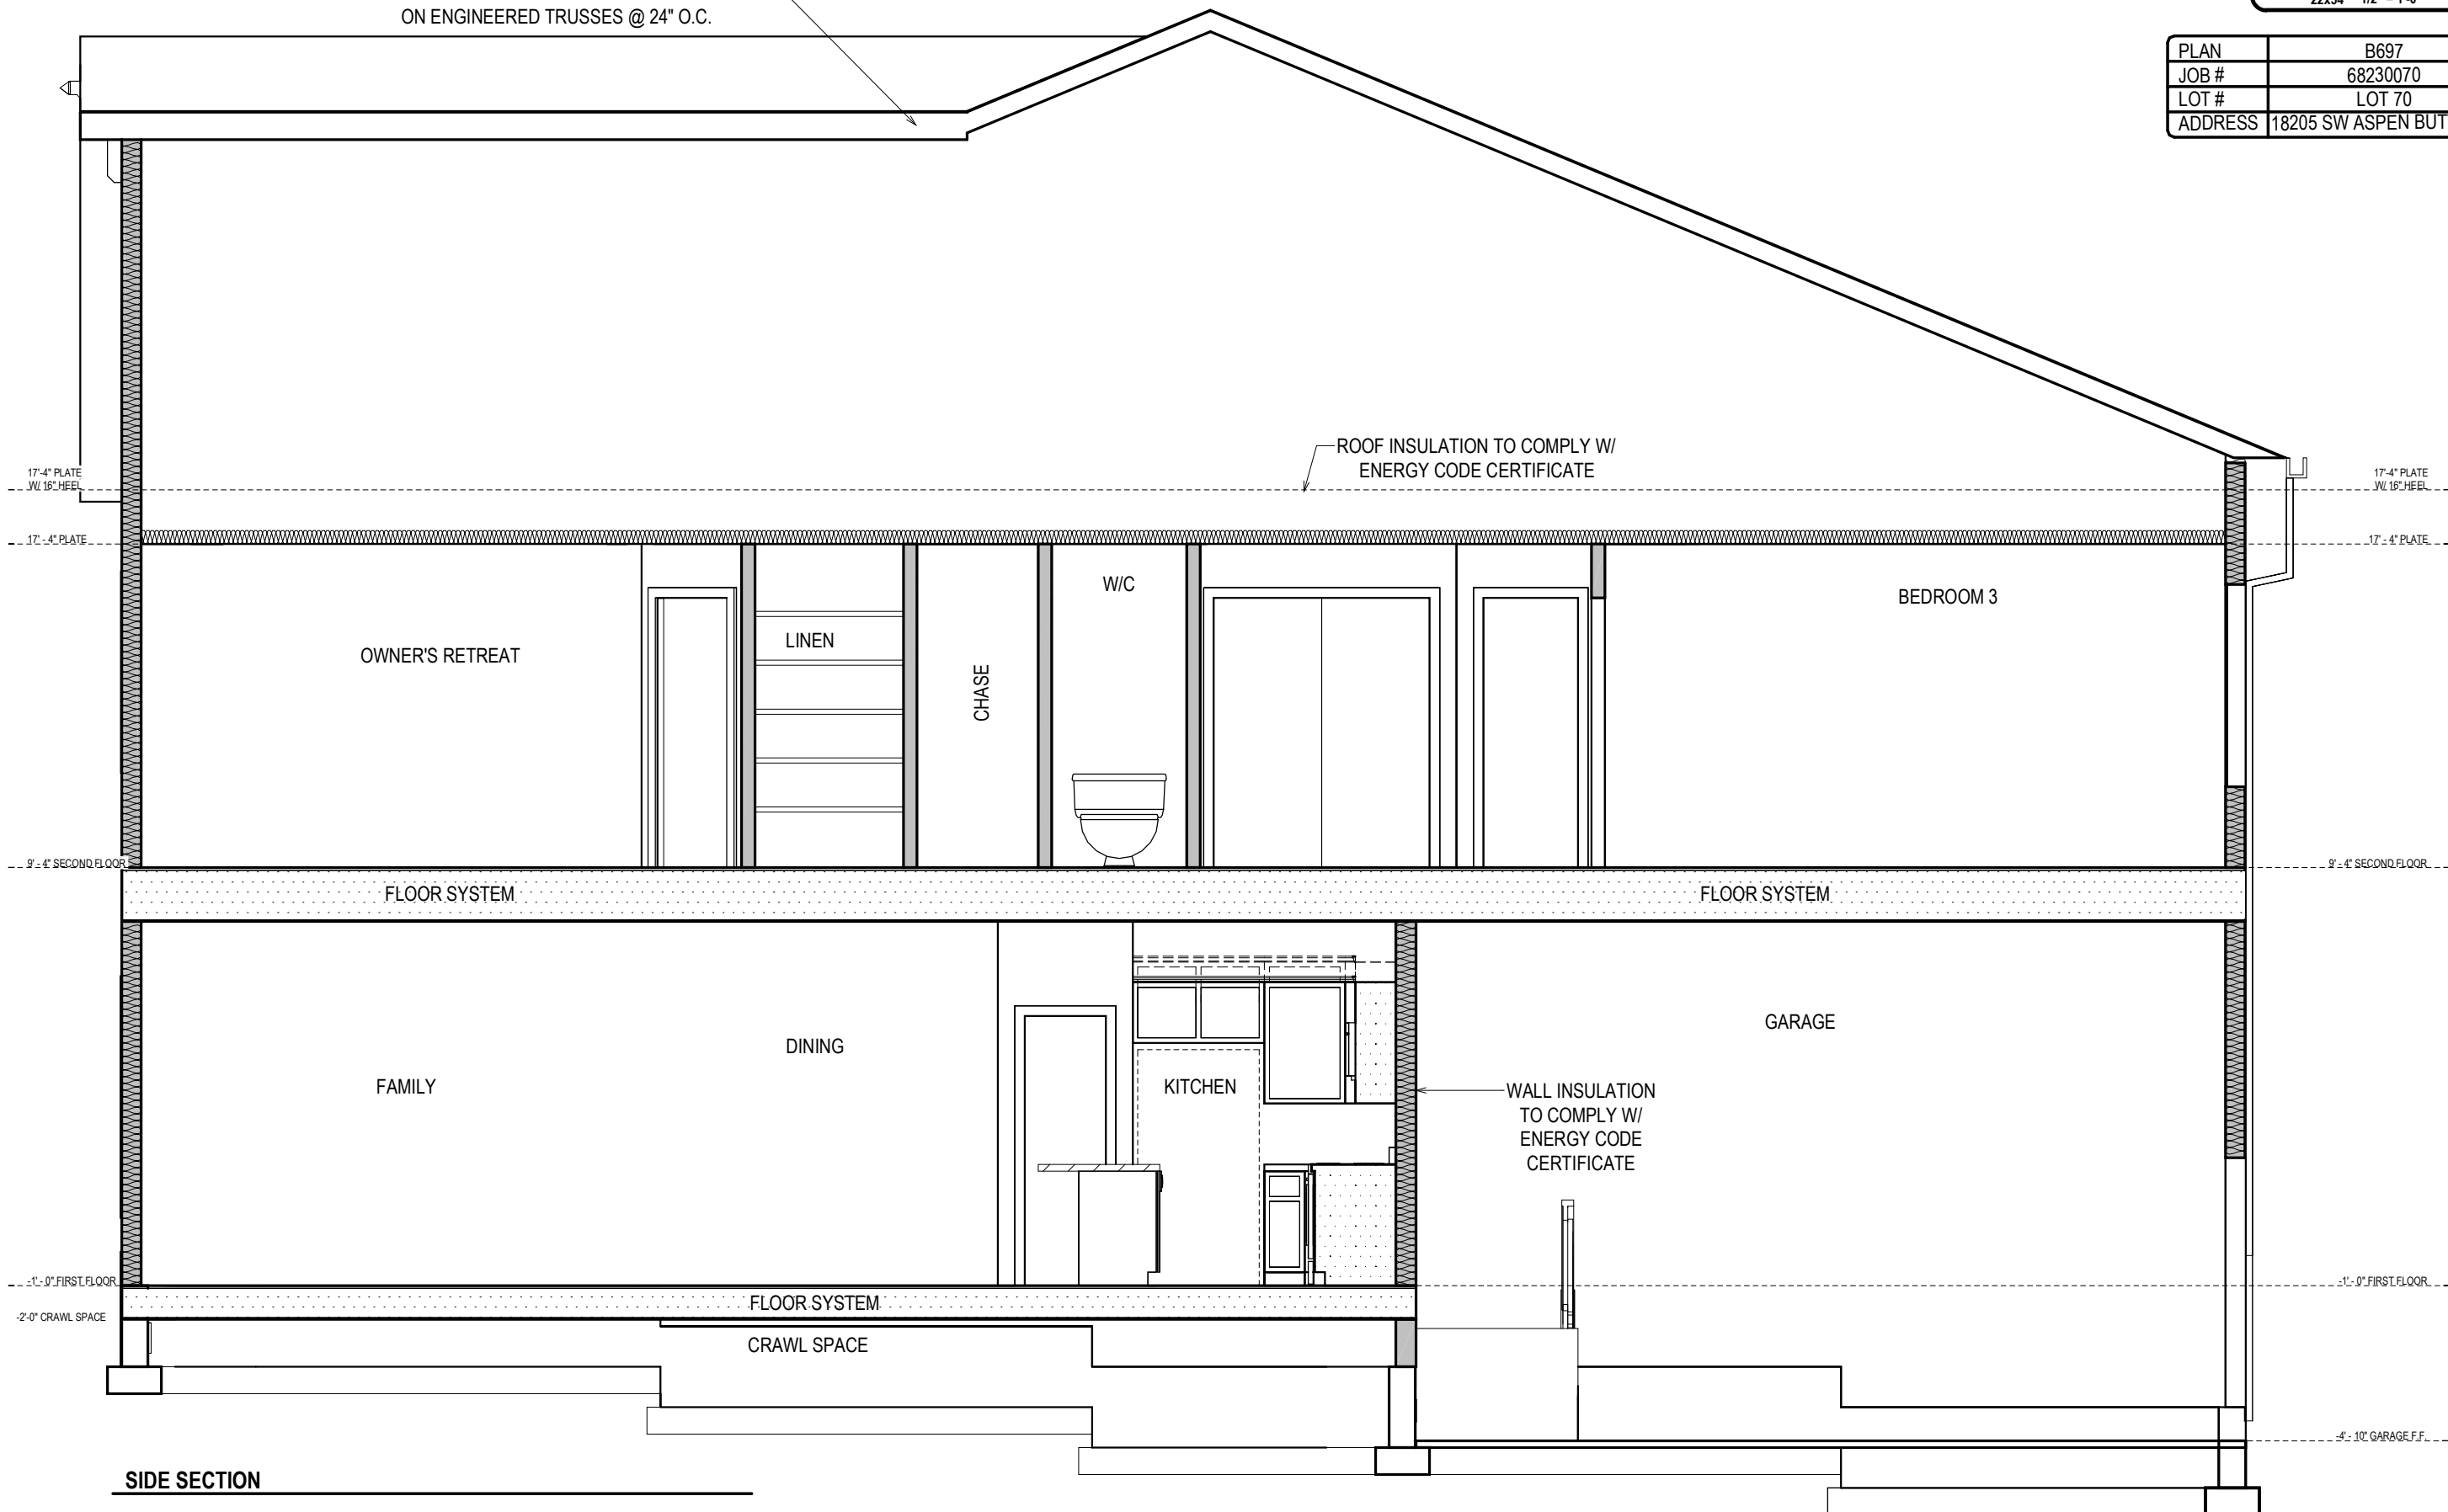 ON ENGINEERED TRUSSES @ 24" O.C.
PLAN B697
JOB # 68230070
LOT # LOT 70
ADDRESS 18205 SW ASPEN BUT
ROOF INSULATION TO COMPLY W/
ENERGY CODE CERTIFICATE
17'-4" PLATE
W/ 16" HEEL
17'-4" PLATE
W/ 16" HEEL
17' - 4" PLATE
17' - 4" PLATE
W/C
BEDROOM 3
LINEN
OWNER'S RETREAT
CHASE
9' - 4" SECOND FLOOR
9' - 4" SECOND FLOOR
FLOOR SYSTEM
FLOOR SYSTEM
GARAGE
DINING
FAMILY
KITCHEN
WALL INSULATION
TO COMPLY W/
ENERGY CODE
CERTIFICATE
-1' - 0" FIRST FLOOR
-1' - 0" FIRST FLOOR
FLOOR SYSTEM
-2'-0" CRAWL SPACE
CRAWL SPACE
-4' - 10" GARAGE F.F.
SIDE SECTION